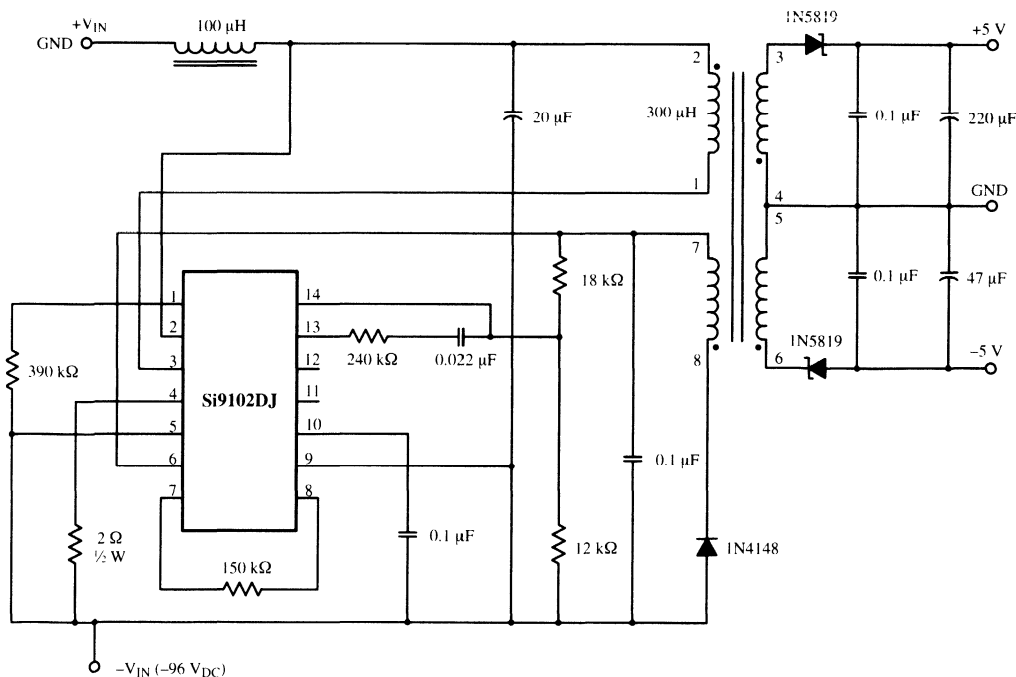 +V_IN
GND
100 µH
1N5819
+5 V
2
3
300 µH
20 µF
0.1 µF
220 µF
1
4
GND
5
7
18 kΩ
0.1 µF
47 µF
1
14
2
13
240 kΩ
0.022 µF
8
6
1N5819
−5 V
390 kΩ
3
12
4
Si9102DJ
11
5
10
6
9
7
8
0.1 µF
2 Ω
½ W
0.1 µF
12 kΩ
1N4148
150 kΩ
−V_IN (−96 V_DC)